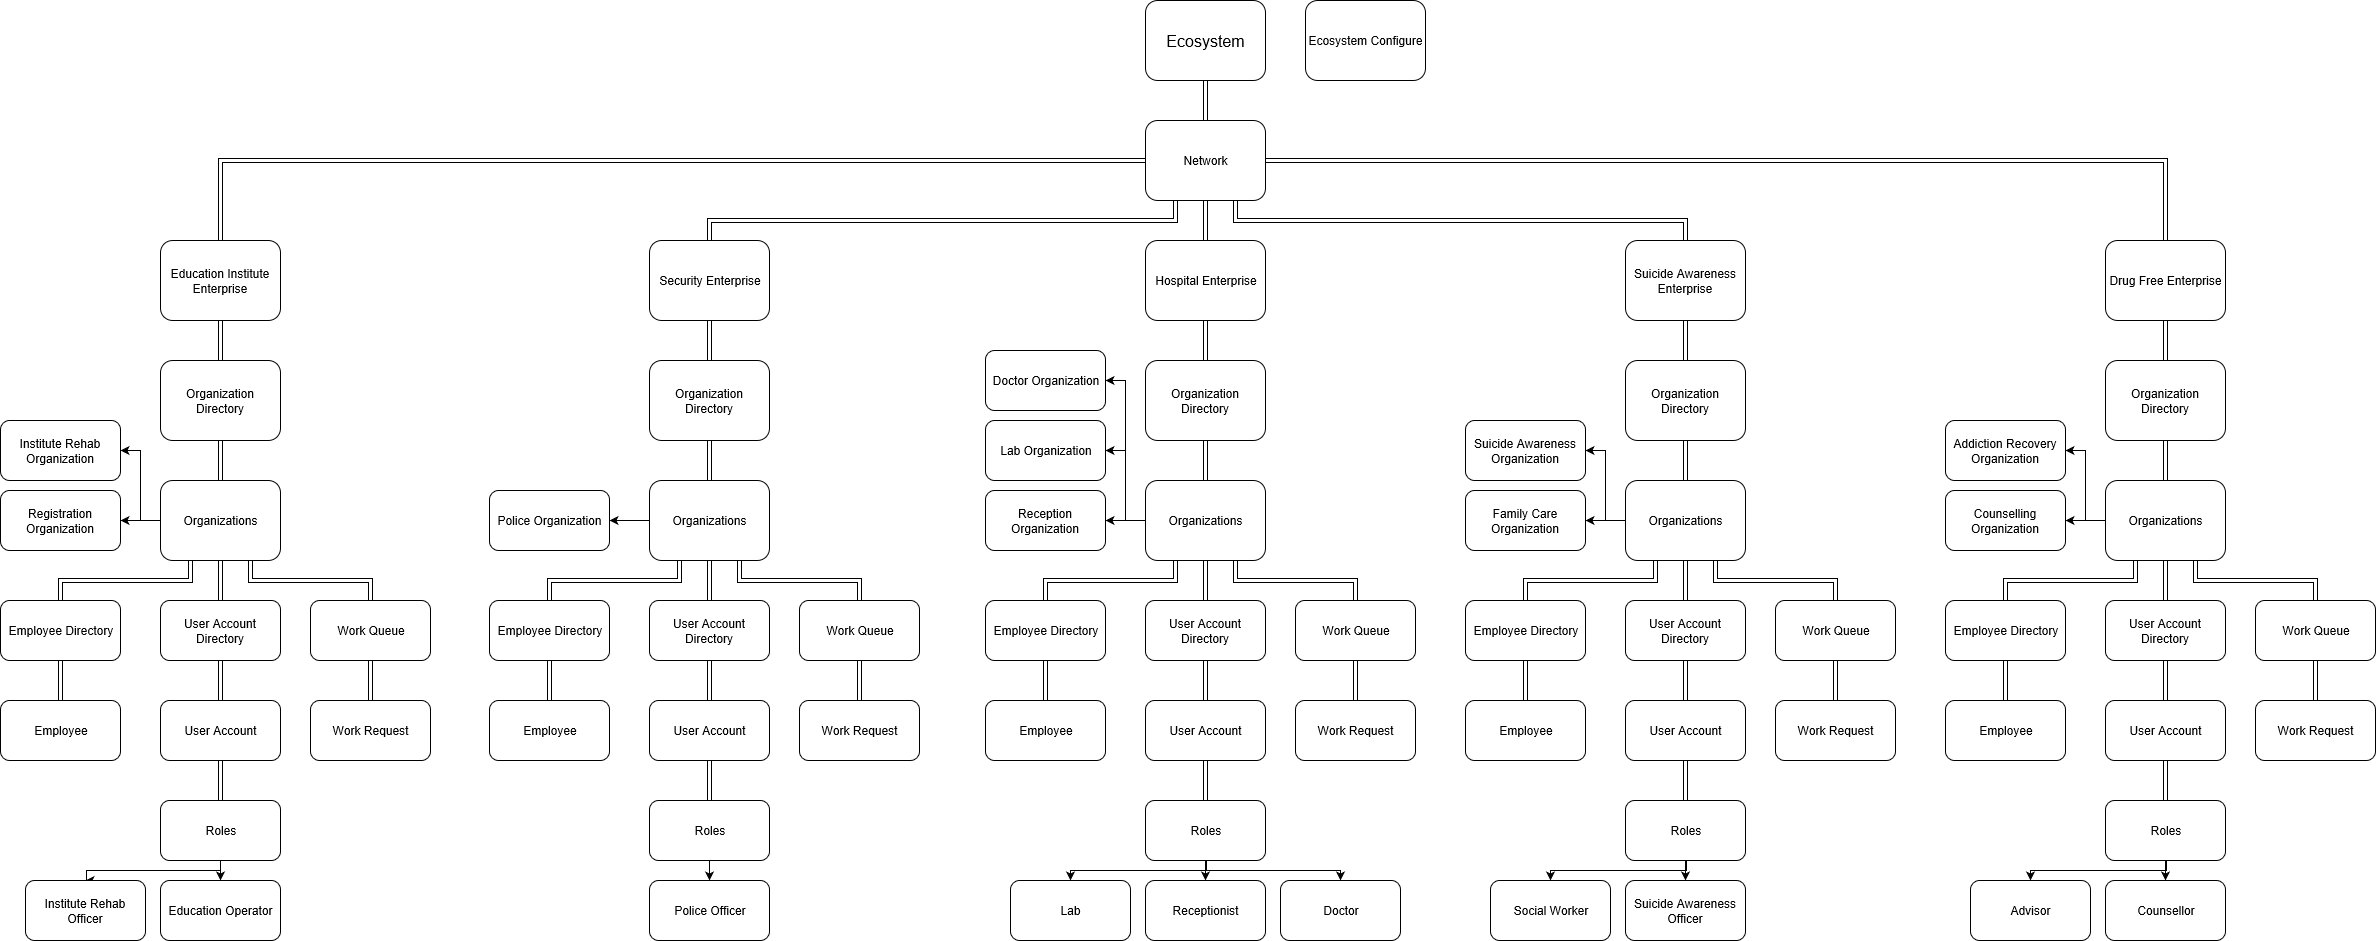 Ecosystem
Ecosystem Configure
Network
Education Institute
Enterprise
Security Enterprise
Hospital Enterprise
Suicide Awareness
Enterprise
Drug Free Enterprise
Organization
Directory
Organization
Directory
Doctor Organization
Organization
Directory
Organization
Directory
Organization
Directory
Institute Rehab
Organization
Lab Organization
Suicide Awareness
Organization
Addiction Recovery
Organization
Registration
Organization
Organizations
Police Organization
Organizations
Reception
Organization
Organizations
Family Care
Organization
Organizations
Counselling
Organization
Organizations
Employee Directory
User Account
Directory
Work Queue
Employee Directory
User Account
Directory
Work Queue
Employee Directory
User Account
Directory
Work Queue
Employee Directory
User Account
Directory
Work Queue
Employee Directory
User Account
Directory
Work Queue
Employee
User Account
Work Request
Employee
User Account
Work Request
Employee
User Account
Work Request
Employee
User Account
Work Request
Employee
User Account
Work Request
Roles
Roles
Roles
Roles
Roles
Institute Rehab
Officer
Education Operator
Police Officer
Lab
Receptionist
Doctor
Social Worker
Suicide Awareness
Officer
Advisor
Counsellor